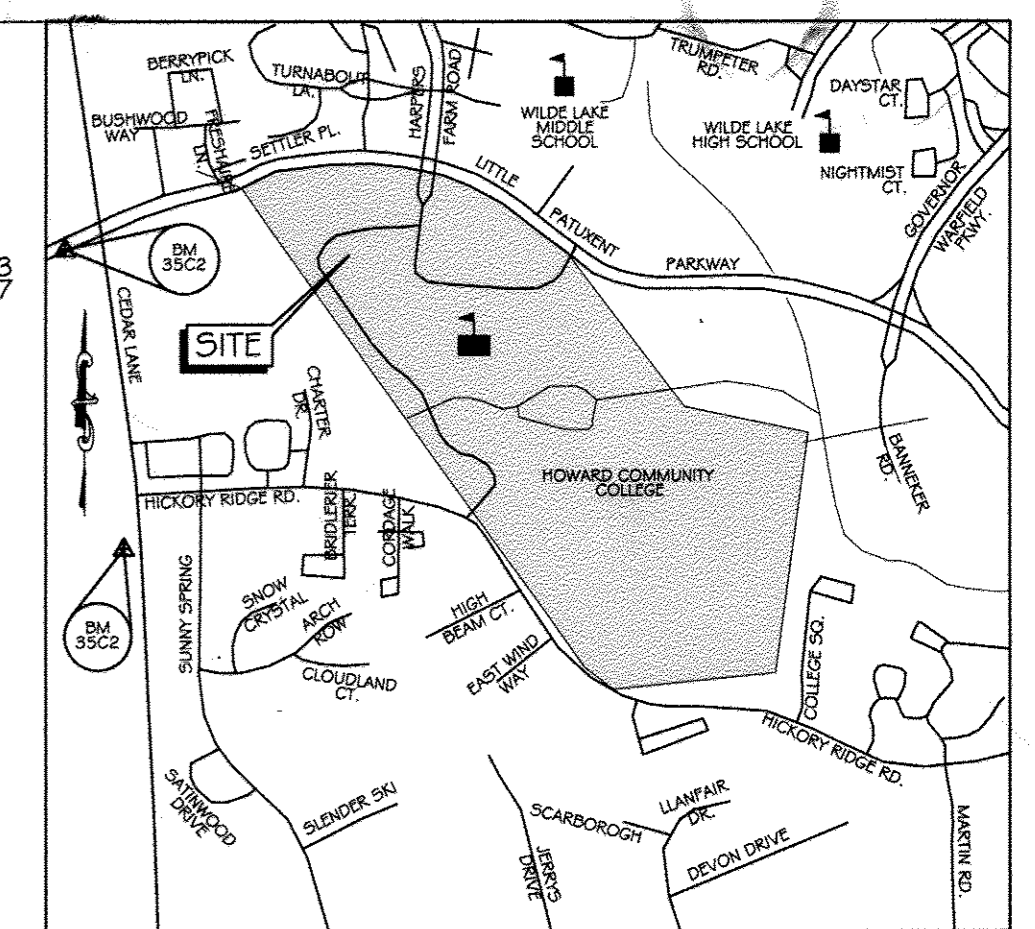 BERRYPICK
LN.
TURNABOUT
LA.
HARPERS
FARM ROAD
TRUMPETER
RD.
DAYSTAR
CT.
BUSHWOOD
WAY
FRESHAIRE
LN.
SETTLER PL.
WILDE LAKE
MIDDLE
SCHOOL
WILDE LAKE
HIGH SCHOOL
NIGHTMIST
CT.
LITTLE
PATUXENT
PARKWAY
GOVERNOR
WARFIELD
PKWY.
3
7
BM
35C2
CEDAR LANE
SITE
CHARTER
DR.
HOWARD COMMUNITY
COLLEGE
BANNEKER
RD.
HICKORY RIDGE RD.
BRIDLERIER
TERR.
CORDAGE
WALK
SUNNY SPRING
BM
35C2
SNOW
CRYSTAL
ARCH
ROW
CLOUDLAND
CT.
HIGH
BEAM CT.
EAST WIND
WAY
COLLEGE SQ.
HICKORY RIDGE RD.
SATINWOOD
DRIVE
SLENDER SKI
JERRYS
DRIVE
SCARBOROGH
LLANFAIR
DR.
DEVON DRIVE
MARTIN RD.